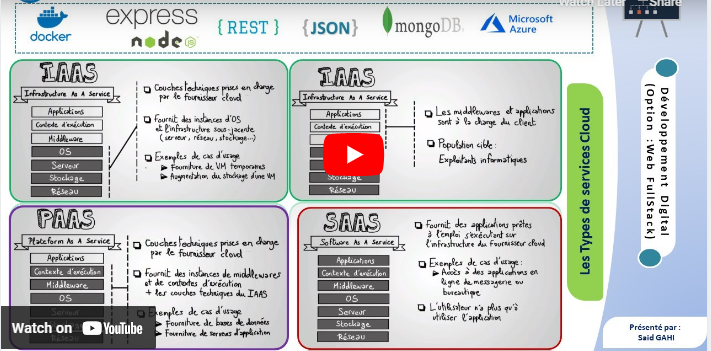 Watch Later
Share
docker
express
node
JS
{ REST }
{JSON}
mongoDB
Microsoft
Azure
IAAS
Infrastructure As A Service
Applications
Contexte d'exécution
Middleware
OS
Serveur
Stockage
Réseau
Couches techniques prises en charge
par le fournisseur cloud
Fournit des instances d'OS
et l'infrastructure sous-jacente
(serveur, réseau, stockage...)
Exemples de cas d'usage
Fourniture de VM temporaires
Augmentation du stockage d'une VM
IAAS
Infrastructure As A Service
Applications
Contexte d'exécution
Middleware
Stockage
Réseau
Les middlewares et applications
sont à la charge du client
Population cible :
Exploitants informatiques
PAAS
Plateform As A Service
Applications
Contexte d'exécution
Middleware
OS
Couches techniques prises en charge
par le fournisseur cloud
Fournit des instances de middlewares
et de contextes d'exécution
+ les couches techniques du IAAS
Exemples de cas d'usage
Fourniture de bases de données
Fourniture de serveurs d'application
SAAS
Software As A Service
Applications
Contexte d'exécution
Middleware
OS
Serveur
Stockage
Réseau
Fournit des applications prêtes
à l'emploi s'exécutant sur
l'infrastructure du fournisseur cloud
Exemples de cas d'usage :
Accès à des applications en
ligne de messagerie ou
bureautique
L'utilisateur n'a plus qu'à
utiliser l'application
Les Types de services Cloud
Développement Digital
(Option :Web FullStack)
Présenté par :
Said GAHI
Watch on YouTube